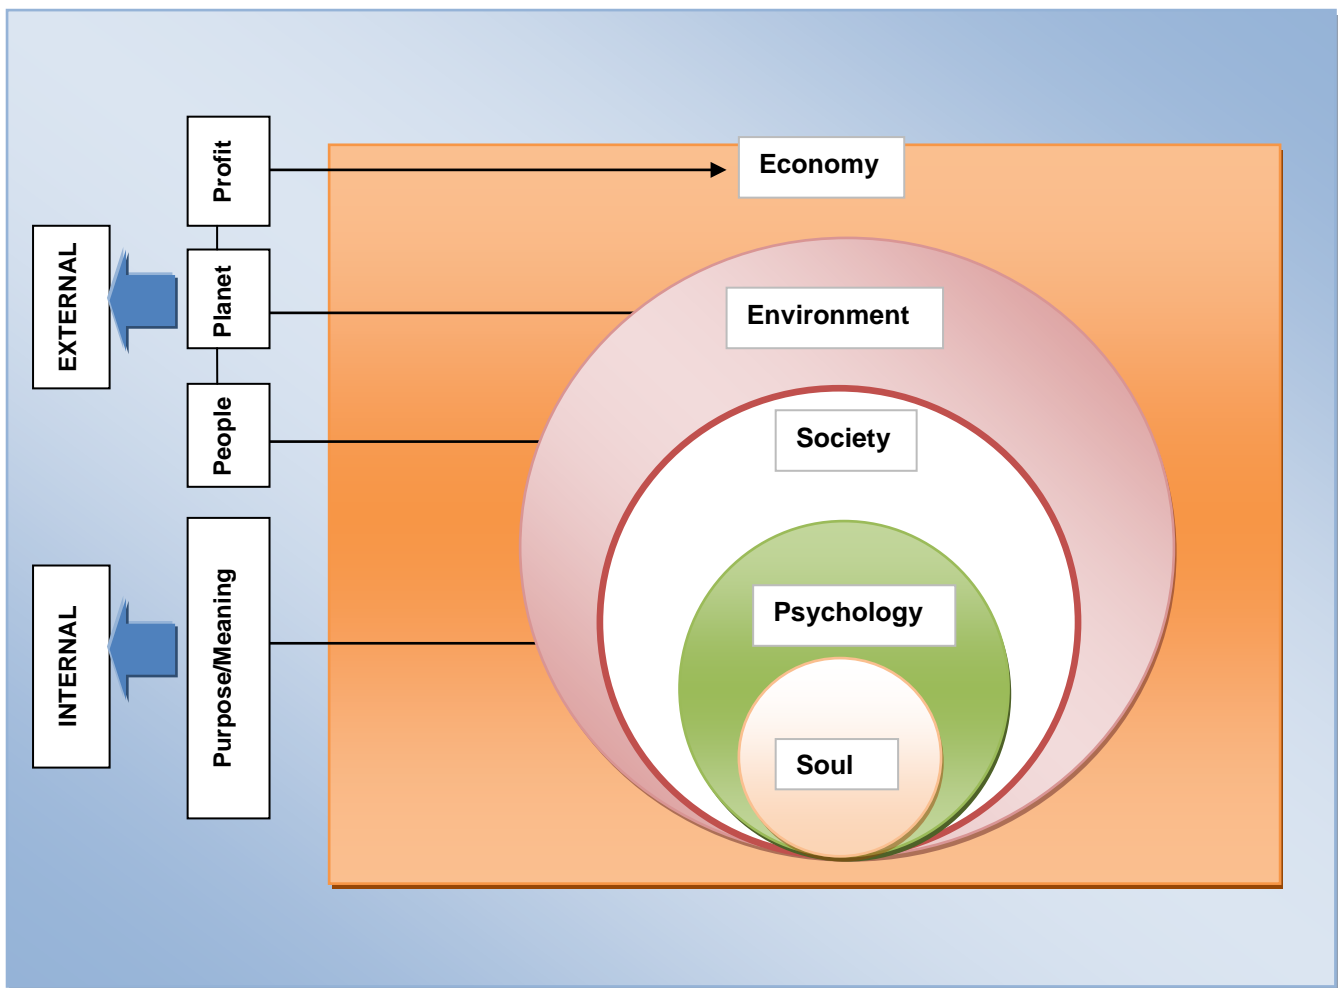 EXTERNAL
INTERNAL
Profit
Planet
People
Purpose/Meaning
Economy
Environment
Society
Psychology
Soul